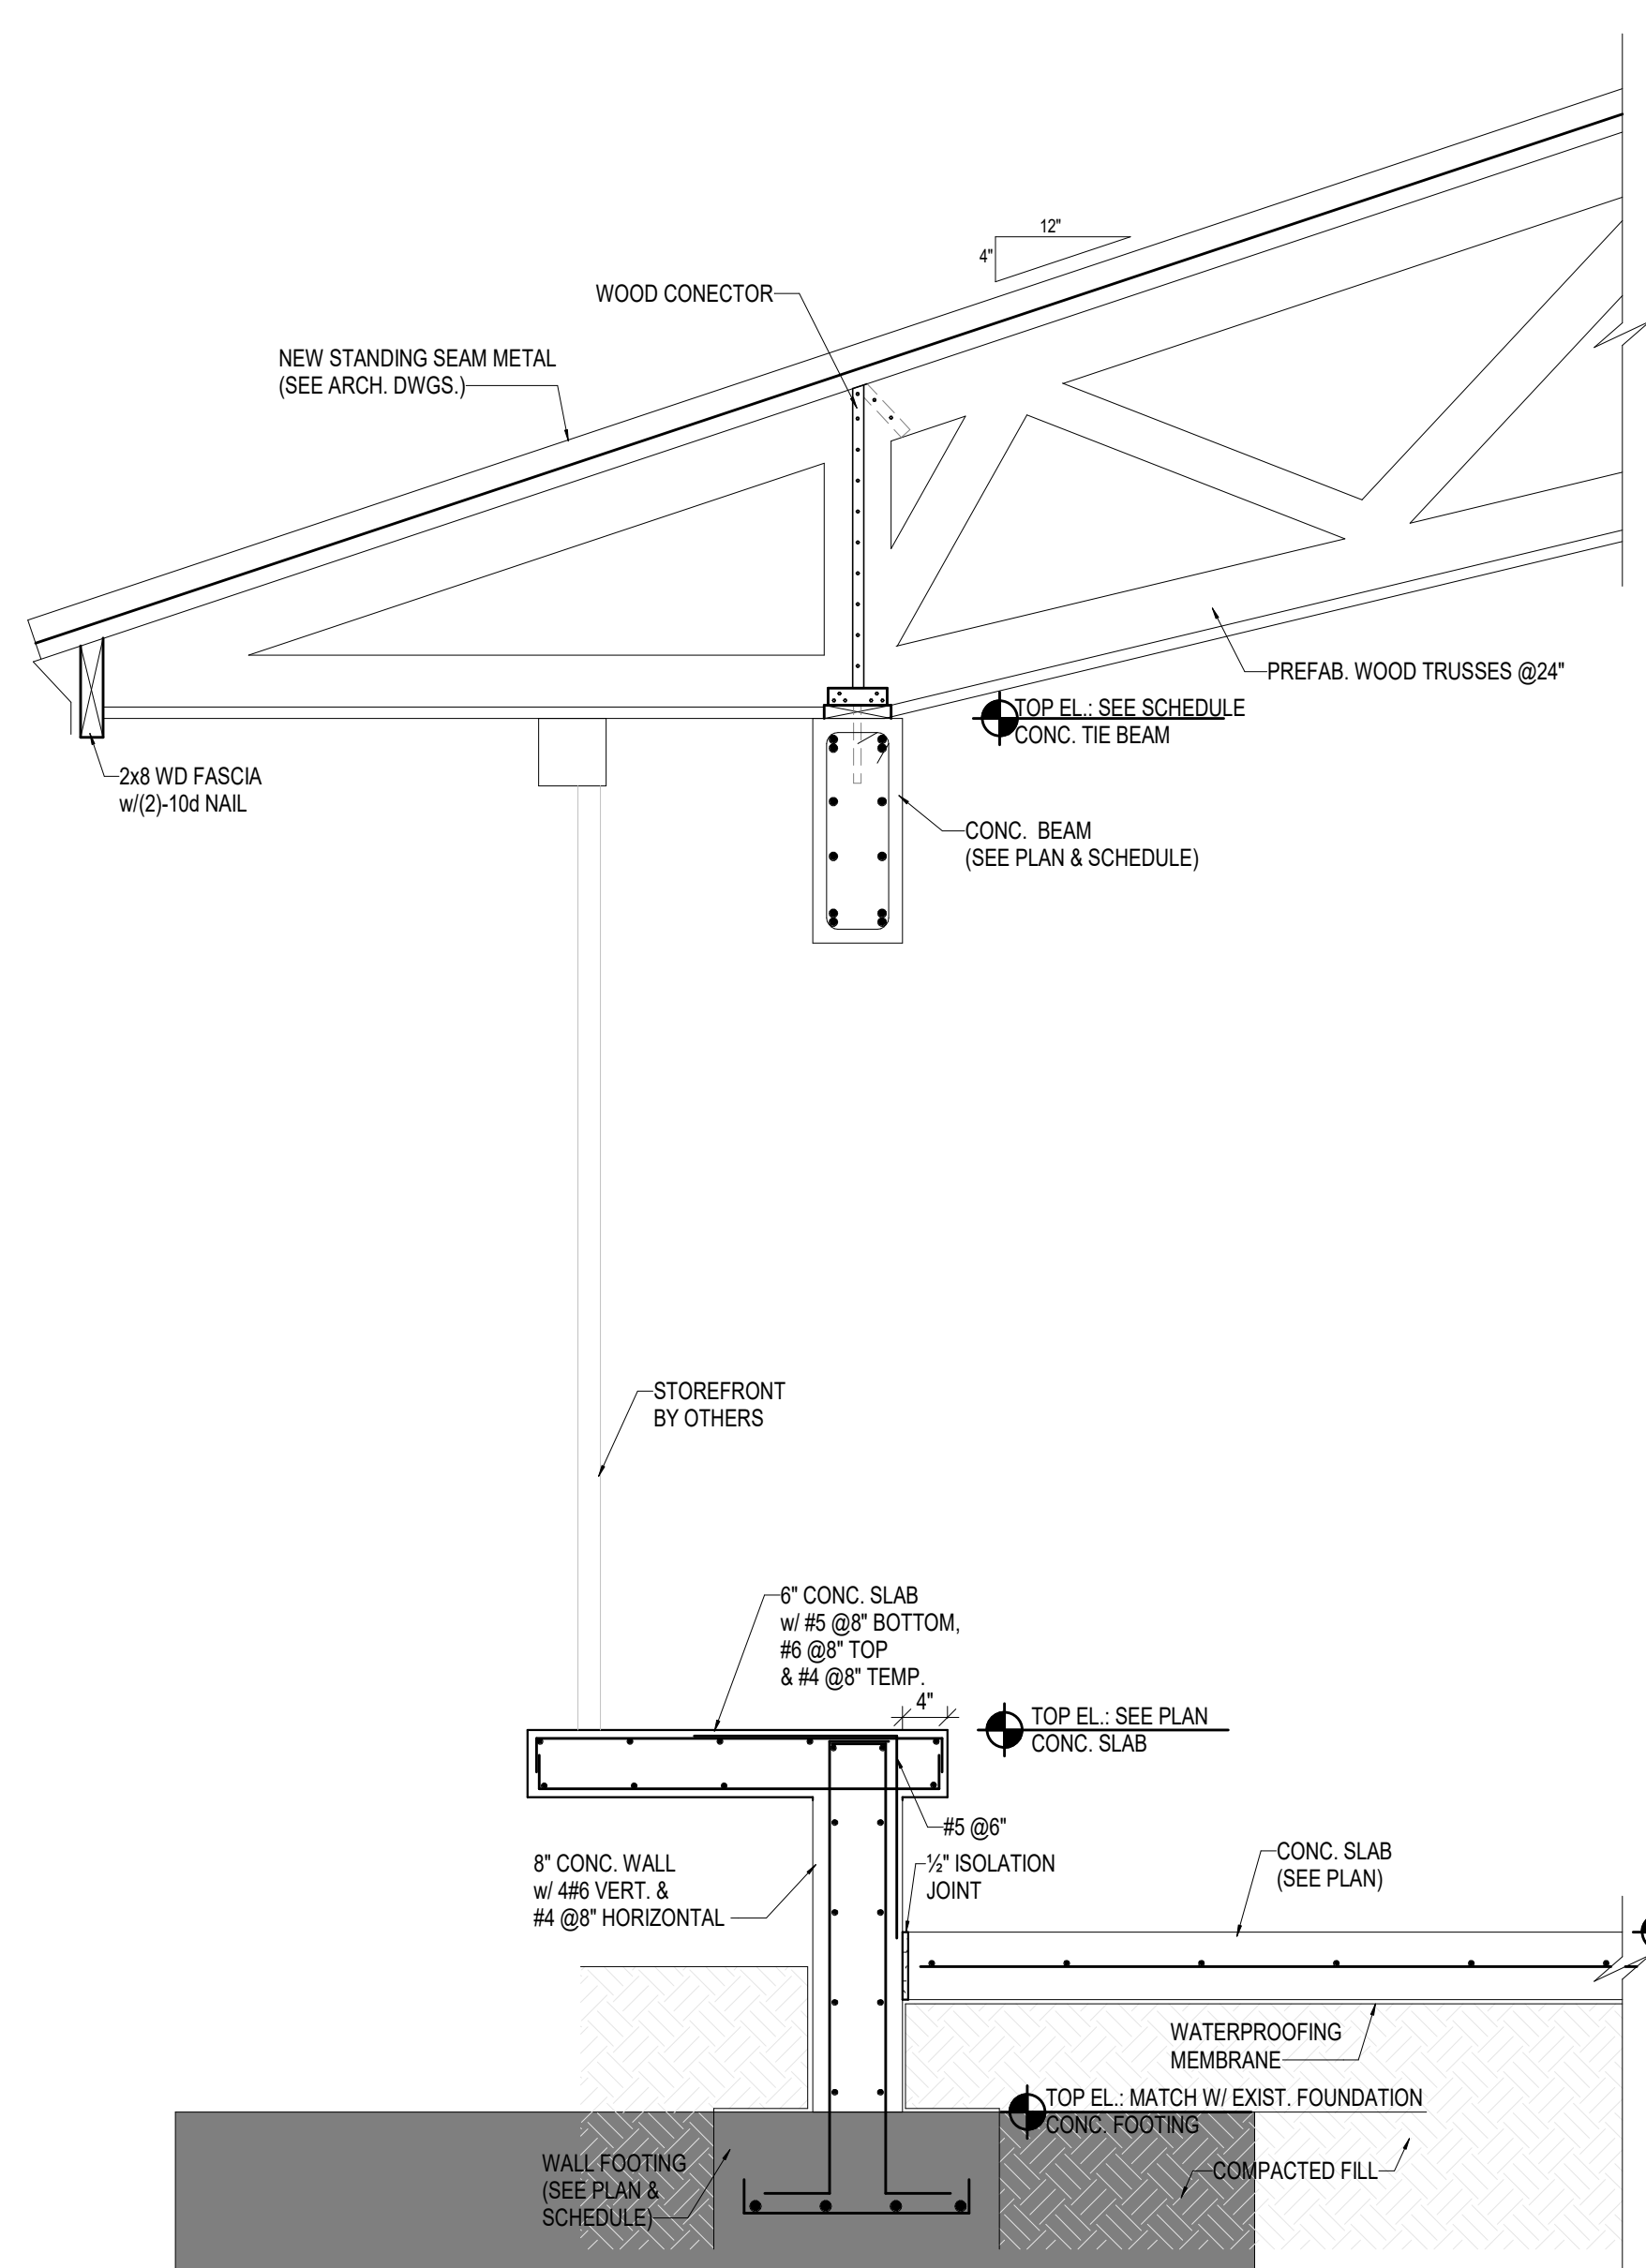 12"
4"
WOOD CONECTOR
NEW STANDING SEAM METAL
(SEE ARCH. DWGS.)
PREFAB. WOOD TRUSSES @24"
TOP EL.: SEE SCHEDULE
CONC. TIE BEAM
2x8 WD FASCIA
w/(2)-10d NAIL
CONC. BEAM
(SEE PLAN & SCHEDULE)
STOREFRONT
BY OTHERS
6" CONC. SLAB
w/ #5 @8" BOTTOM,
#6 @8" TOP
& #4 @8" TEMP.
4"
TOP EL.: SEE PLAN
CONC. SLAB
#5 @6"
8" CONC. WALL
w/ 4#6 VERT. &
#4 @8" HORIZONTAL
½" ISOLATION
JOINT
CONC. SLAB
(SEE PLAN)
WATERPROOFING
MEMBRANE
TOP EL.: MATCH W/ EXIST. FOUNDATION
CONC. FOOTING
WALL FOOTING
(SEE PLAN &
SCHEDULE)
COMPACTED FILL